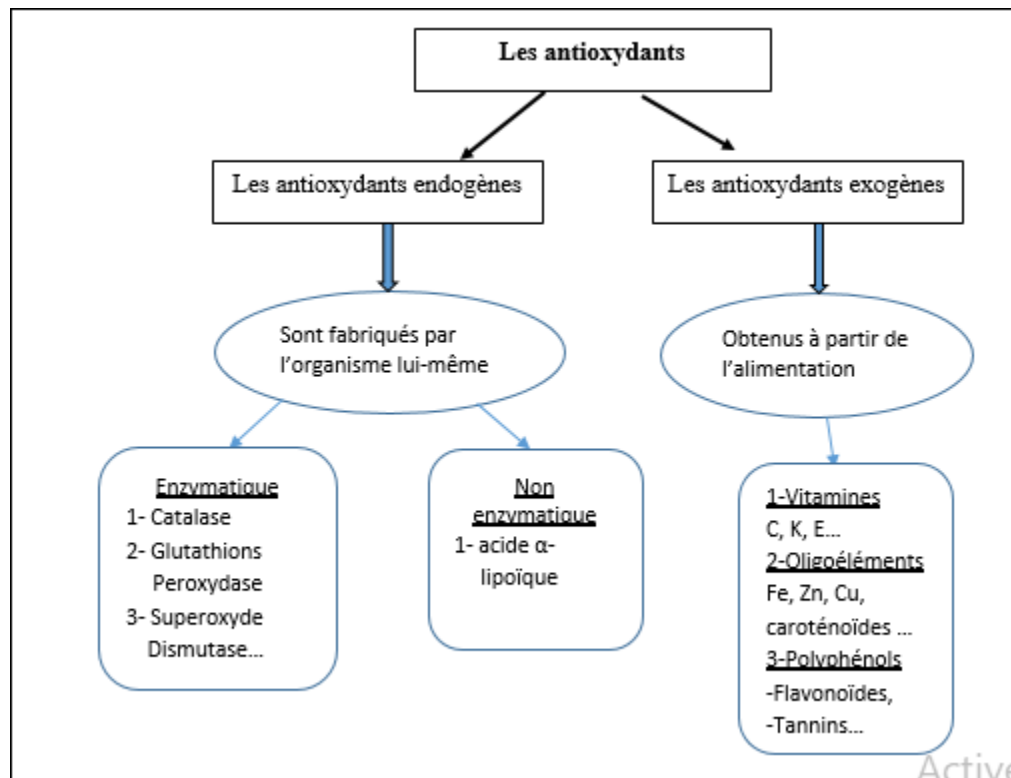 Les antioxydants
Les antioxydants endogènes
Les antioxydants exogènes
Sont fabriqués par
l’organisme lui-même
Obtenus à partir de
l’alimentation
Enzymatique
1- Catalase
2- Glutathions
Peroxydase
3- Superoxyde
Dismutase...
Non
enzymatique
1- acide α-
lipoïque
1-Vitamines
C, K, E...
2-Oligoéléments
Fe, Zn, Cu,
caroténoïdes ...
3-Polyphénols
-Flavonoïdes,
-Tannins...
Active